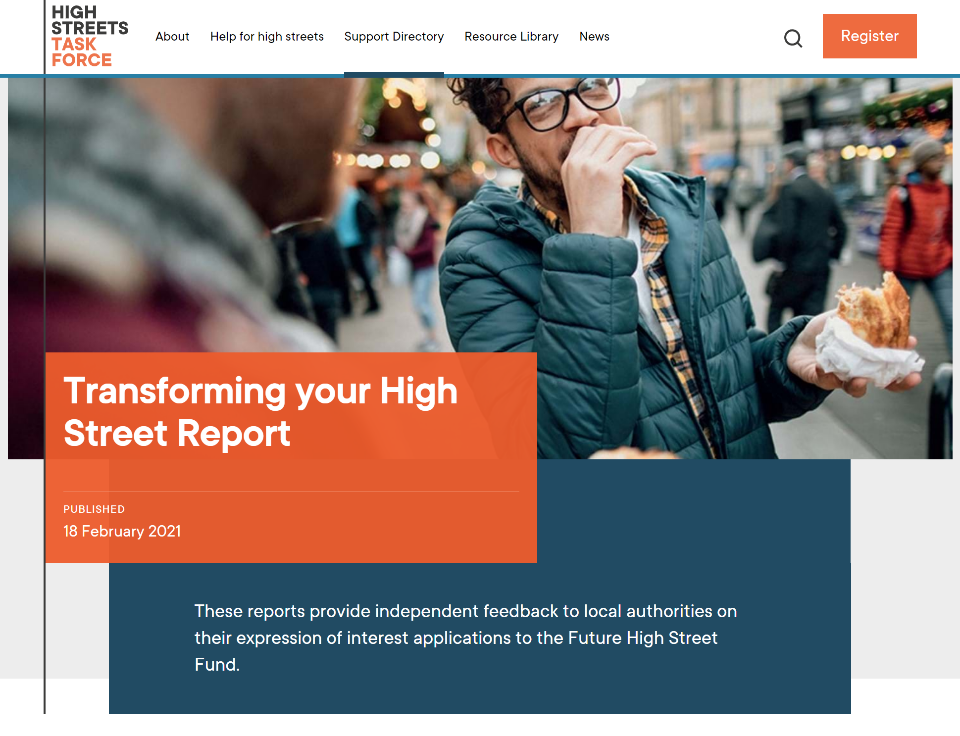 HIGH
STREETS
TASK
FORCE
About
Help for high streets
Support Directory
Resource Library
News
Register
Transforming your High
Street Report
PUBLISHED
18 February 2021
These reports provide independent feedback to local authorities on
their expression of interest applications to the Future High Street
Fund.